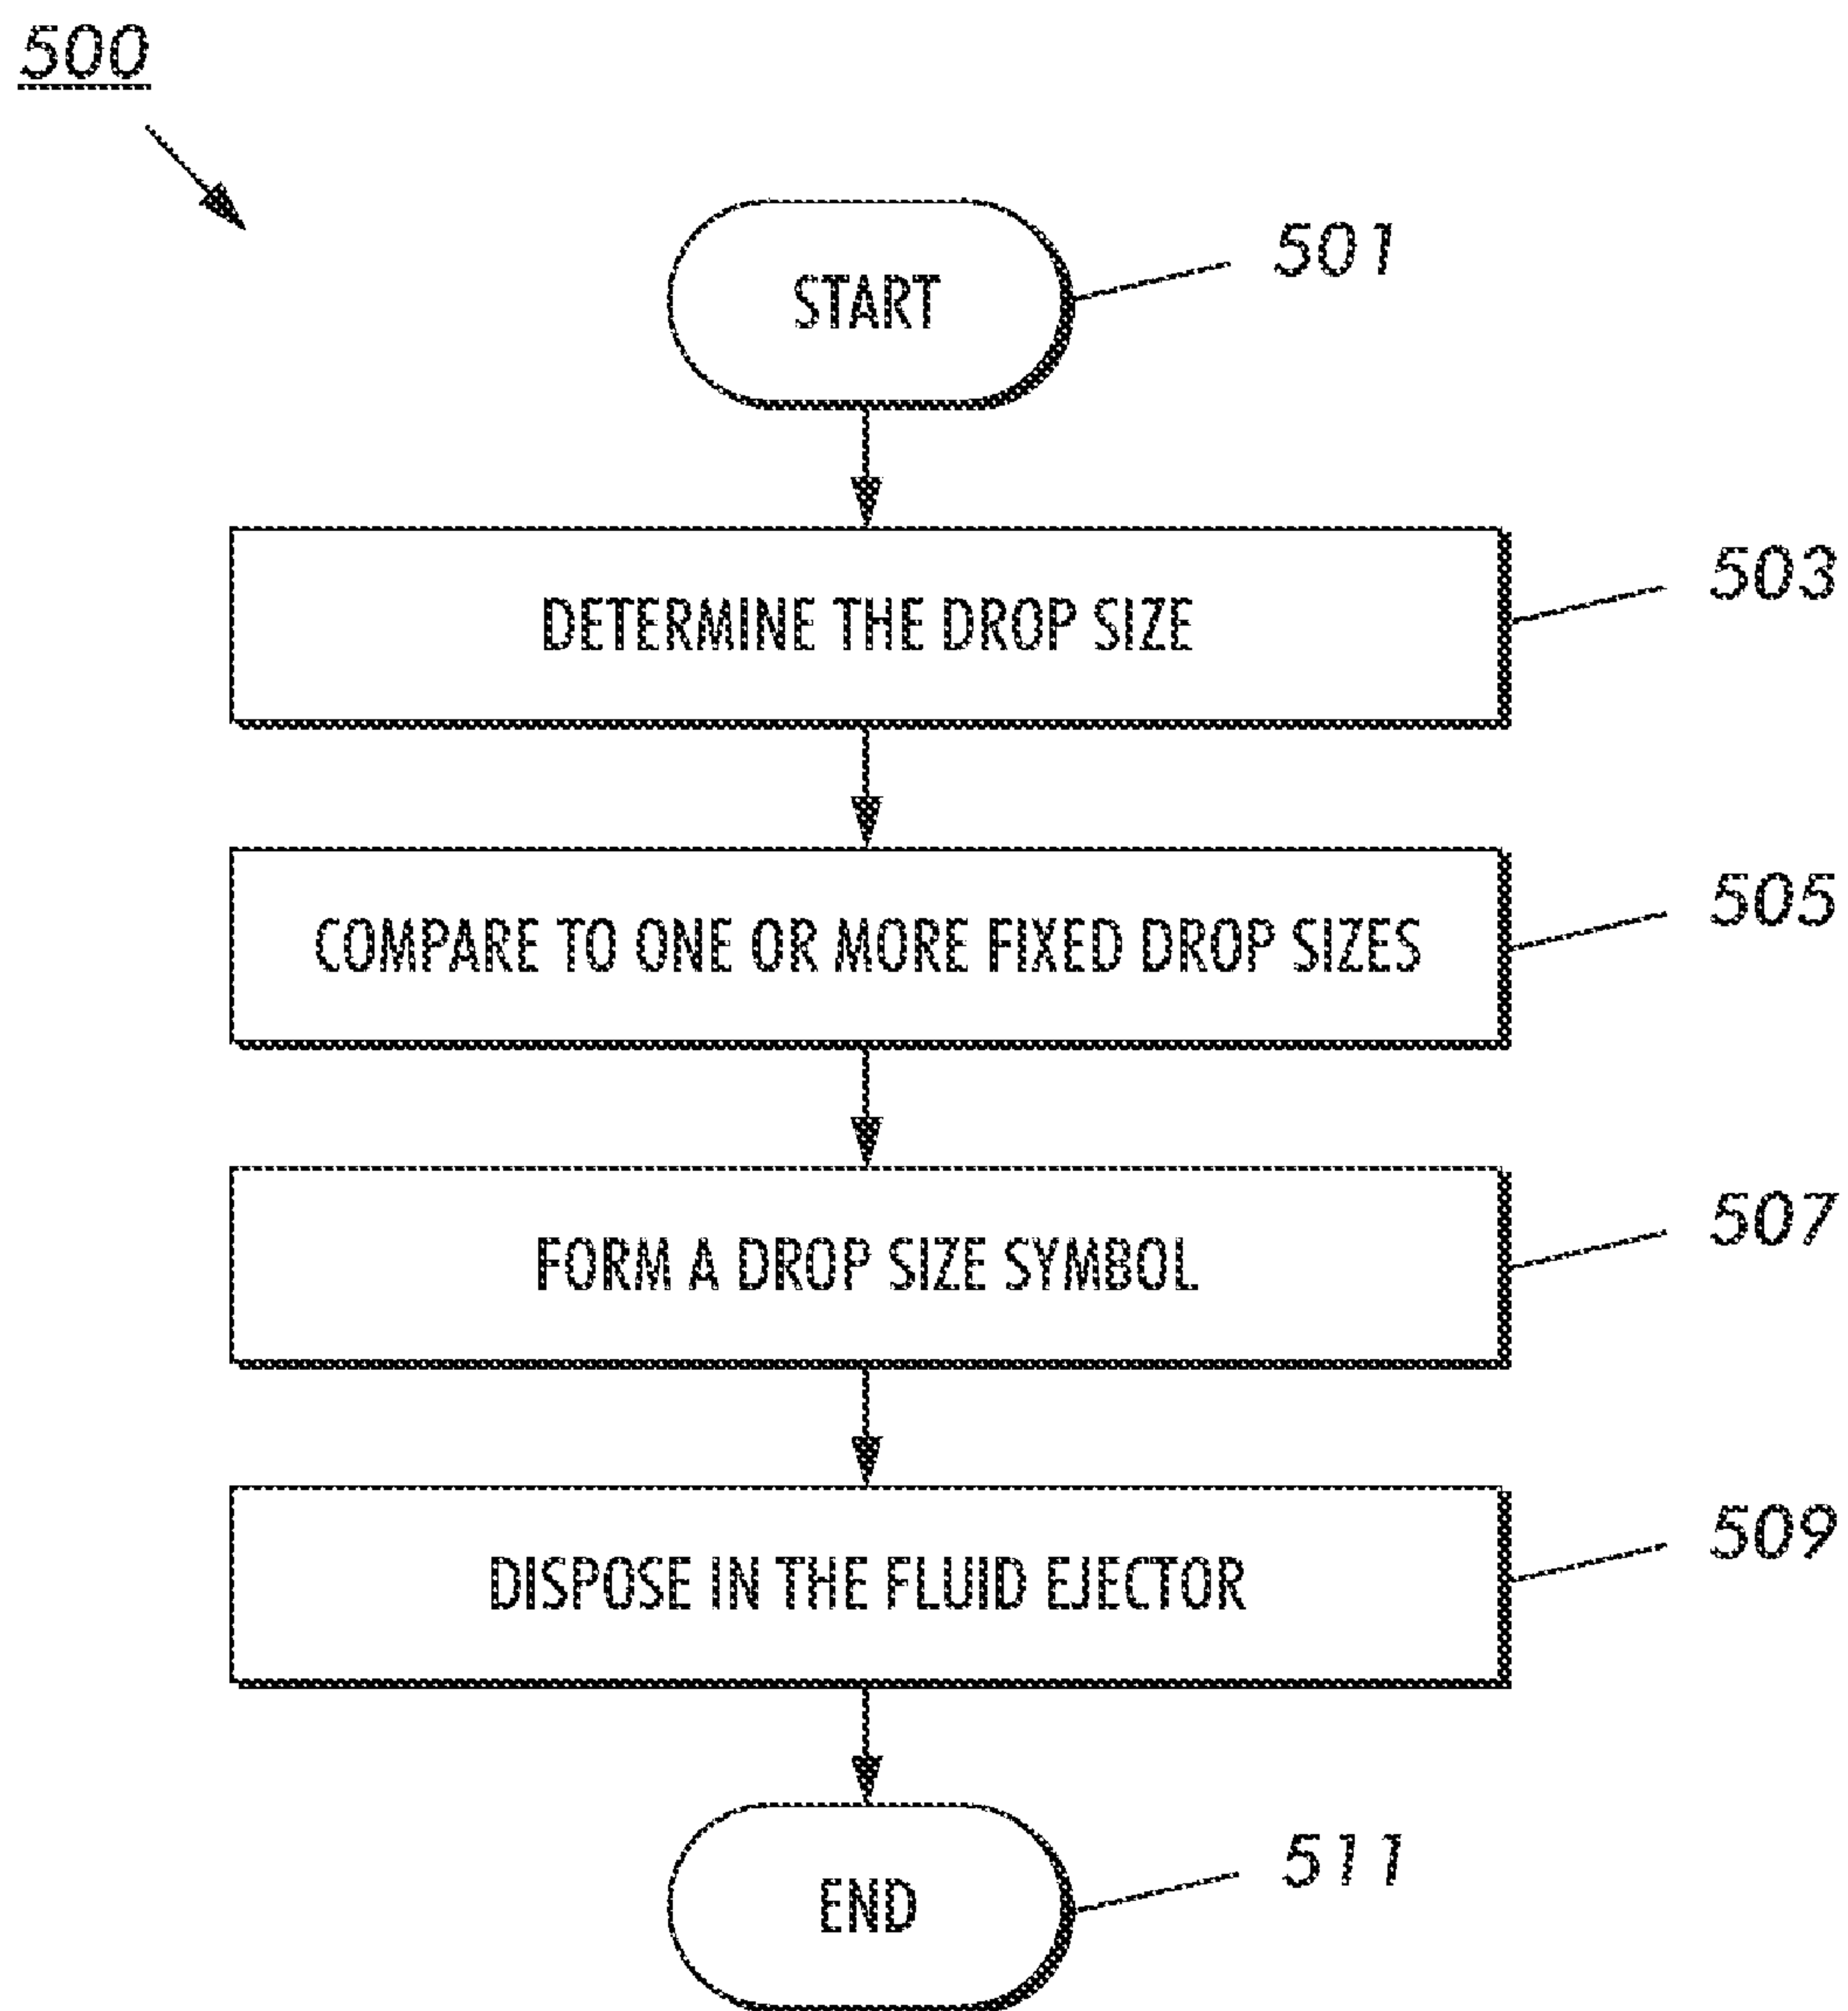 500
START
501
DETERMINE THE DROP SIZE
503
COMPARE TO ONE OR MORE FIXED DROP SIZES
505
FORM A DROP SIZE SYMBOL
507
DISPOSE IN THE FLUID EJECTOR
509
END
511